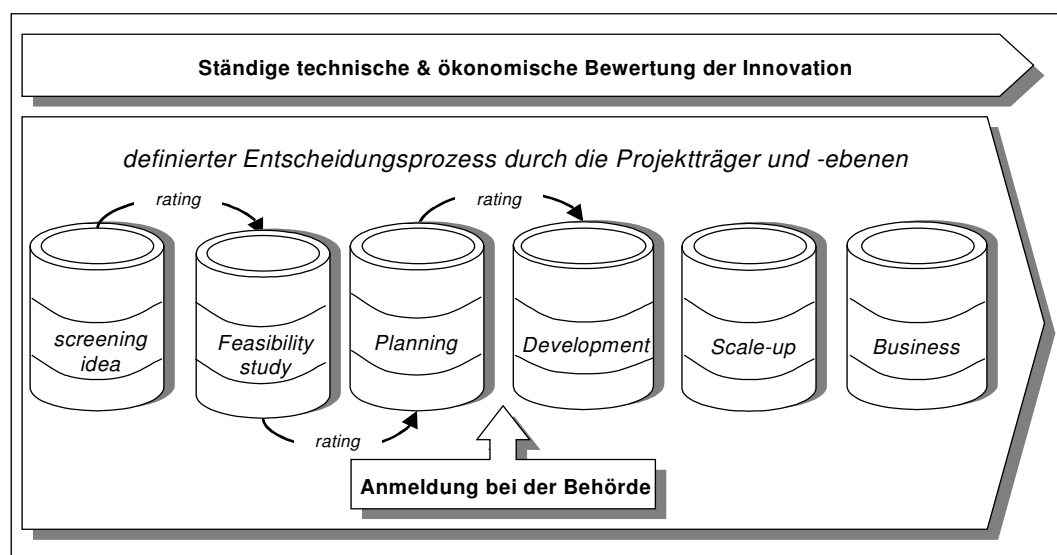 Ständige technische & ökonomische Bewertung der Innovation
definierter Entscheidungsprozess durch die Projektträger und -ebenen
rating
rating
screening
idea
Feasibility
study
Planning
Development
Scale-up
Business
rating
Anmeldung bei der Behörde